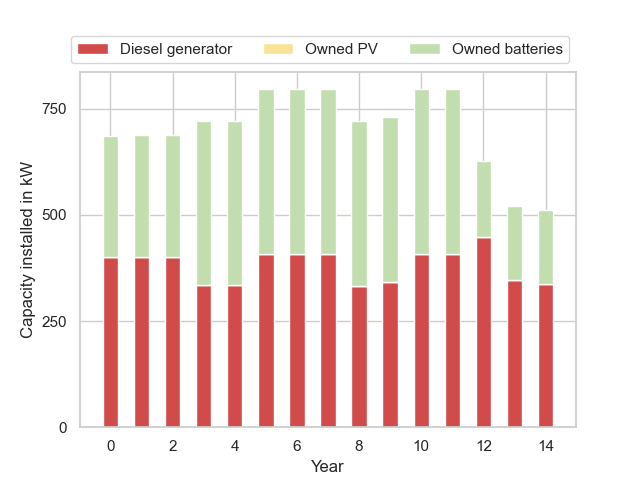 Diesel generator Owned PV Owned batteries
Capacity installed in kW
750
500
250
0
0 2 4 6 8 10 12 14
Year